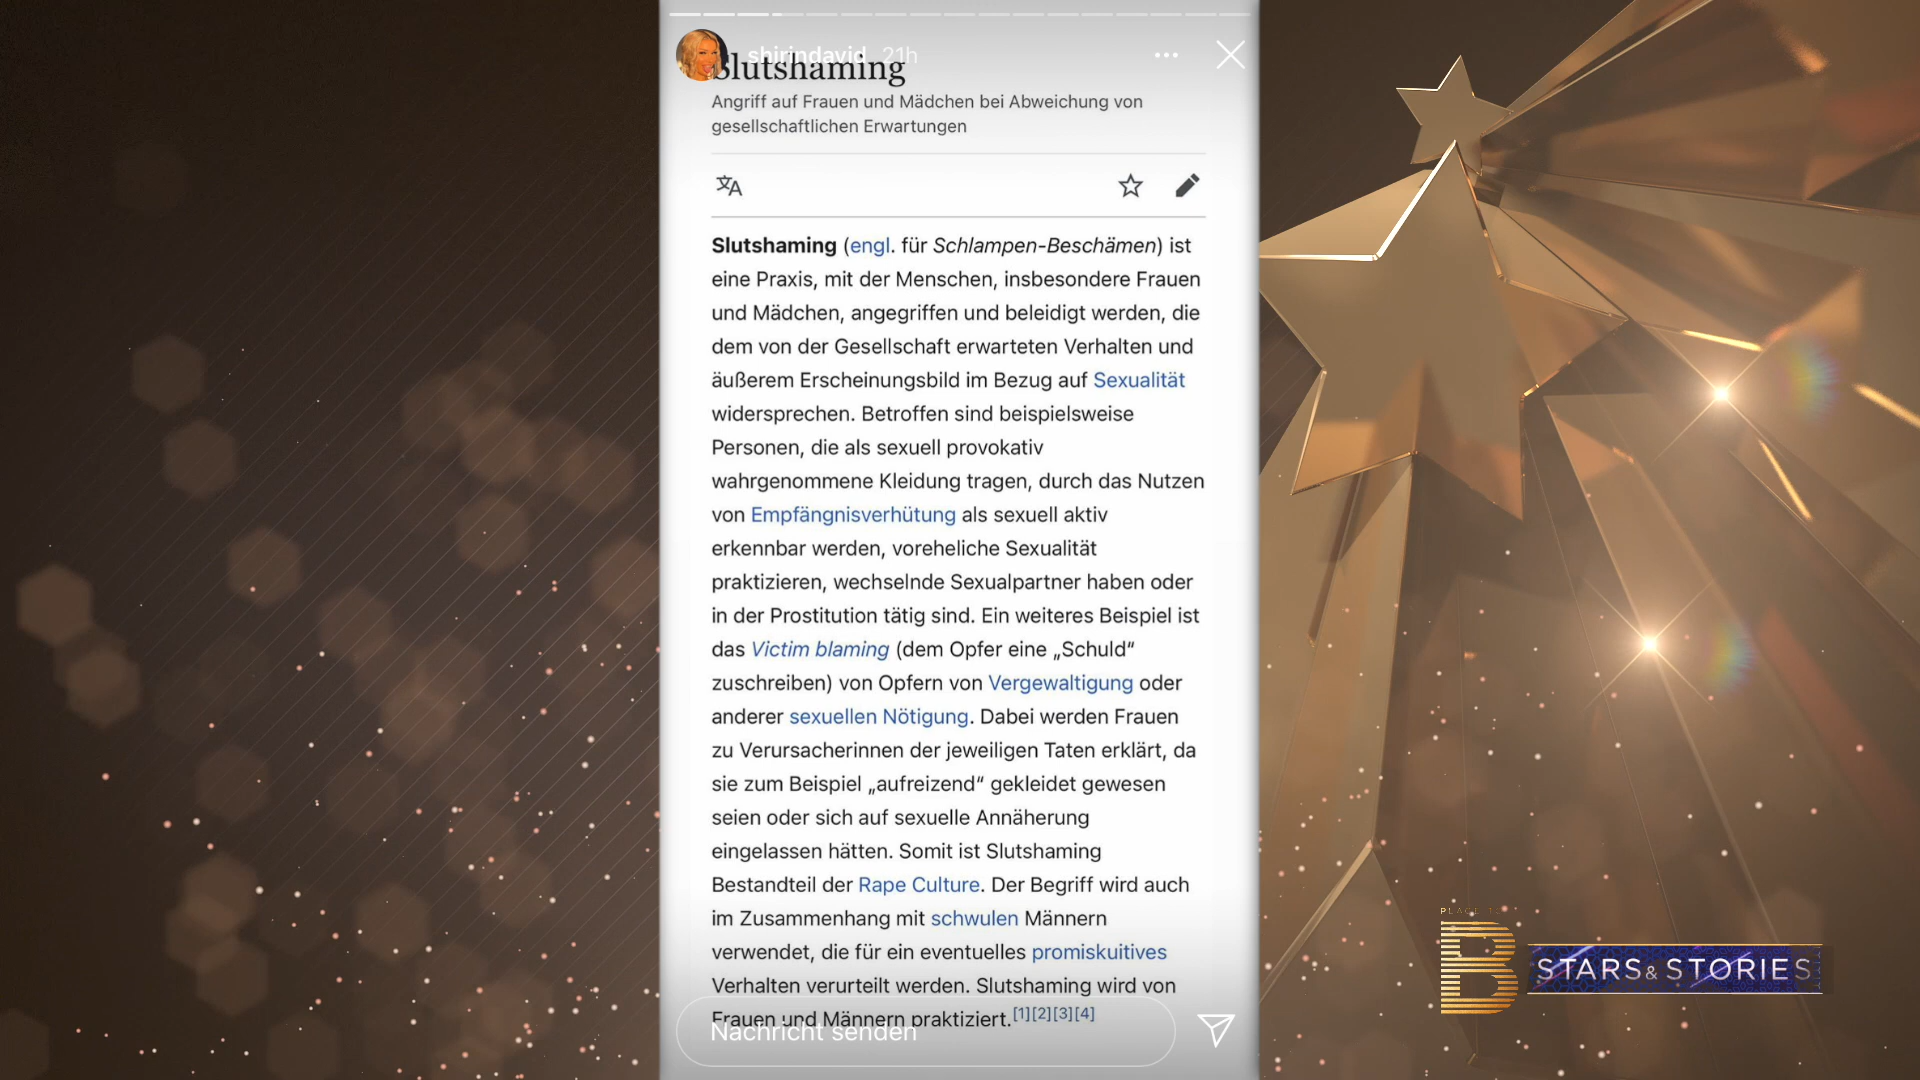 shirindavid 21h
Slutshaming
Angriff auf Frauen und Mädchen bei Abweichung von
gesellschaftlichen Erwartungen
Slutshaming (engl. für Schlampen-Beschämen) ist
eine Praxis, mit der Menschen, insbesondere Frauen
und Mädchen, angegriffen und beleidigt werden, die
dem von der Gesellschaft erwarteten Verhalten und
äußerem Erscheinungsbild im Bezug auf Sexualität
widersprechen. Betroffen sind beispielsweise
Personen, die als sexuell provokativ
wahrgenommene Kleidung tragen, durch das Nutzen
von Empfängnisverhütung als sexuell aktiv
erkennbar werden, voreheliche Sexualität
praktizieren, wechselnde Sexualpartner haben oder
in der Prostitution tätig sind. Ein weiteres Beispiel ist
das Victim blaming (dem Opfer eine „Schuld“
zuschreiben) von Opfern von Vergewaltigung oder
anderer sexuellen Nötigung. Dabei werden Frauen
zu Verursacherinnen der jeweiligen Taten erklärt, da
sie zum Beispiel „aufreizend“ gekleidet gewesen
seien oder sich auf sexuelle Annäherung
eingelassen hätten. Somit ist Slutshaming
Bestandteil der Rape Culture. Der Begriff wird auch
im Zusammenhang mit schwulen Männern
verwendet, die für ein eventuelles promiskuitives
Verhalten verurteilt werden. Slutshaming wird von
Frauen und Männern praktiziert.[1][2][3][4]
Nachricht senden
PLACE
B
STARS & STORIES